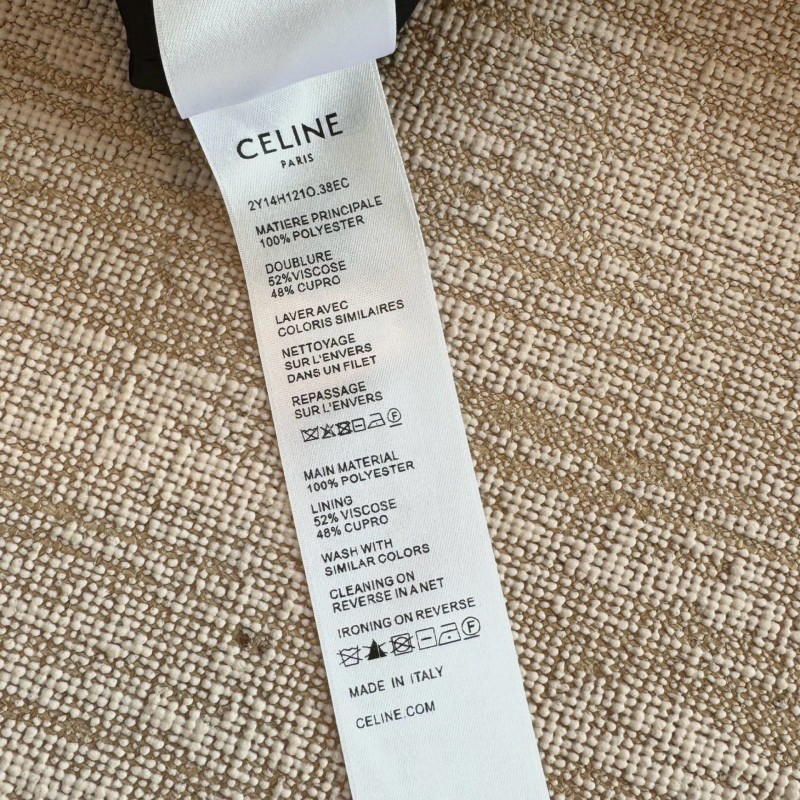 CELINE
PARIS
2Y14H121O.38EC
MATIERE PRINCIPALE
100% POLYESTER
DOUBLURE
52%VISCOSE
48% CUPRO
LAVER AVEC
COLORIS SIMILAIRES
NETTOYAGE
SUR L'ENVERS
DANS UN FILET
REPASSAGE
SUR L'ENVERS
F
MAIN MATERIAL
100% POLYESTER
LINING
52% VISCOSE
48% CUPRO
WASH WITH
SIMILAR COLORS
CLEANING ON
REVERSE IN A NET
IRONING ON REVERSE
F
MADE IN ITALY
CELINE.COM